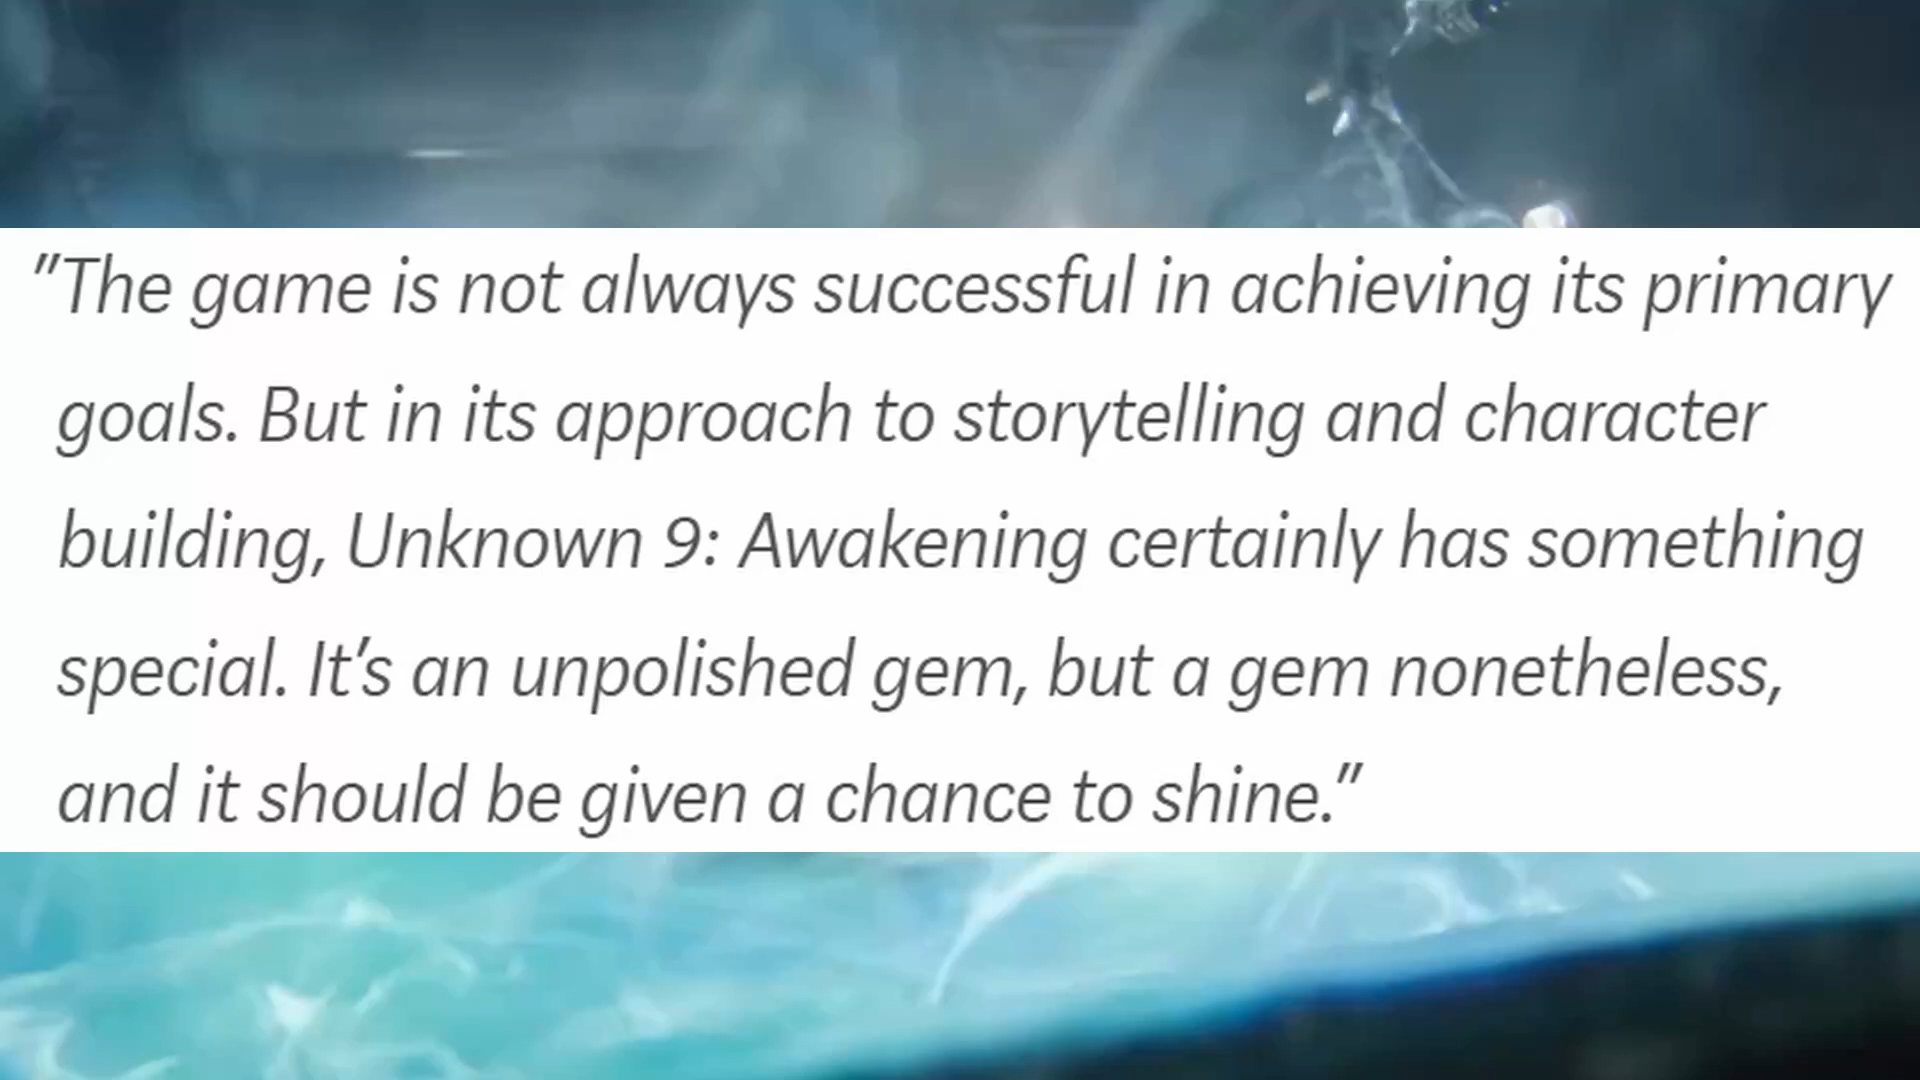 "The game is not always successful in achieving its primary
goals. But in its approach to storytelling and character
building, Unknown 9: Awakening certainly has something
special. It’s an unpolished gem, but a gem nonetheless,
and it should be given a chance to shine.”